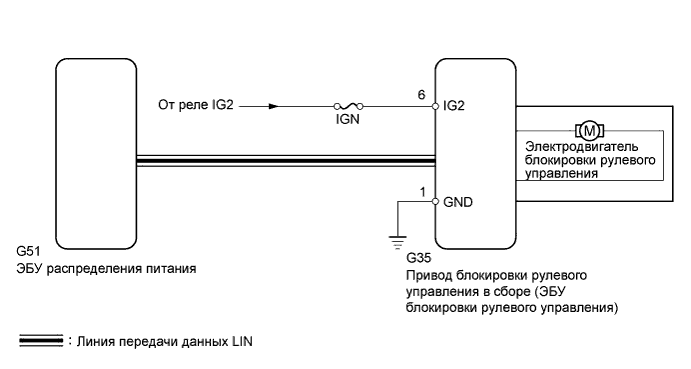 От реле IG2
IGN
6
IG2
M
Электродвигатель
блокировки рулевого
управления
1
GND
G51
ЭБУ распределения питания
G35
Привод блокировки рулевого
управления в сборе (ЭБУ
блокировки рулевого управления)
: Линия передачи данных LIN